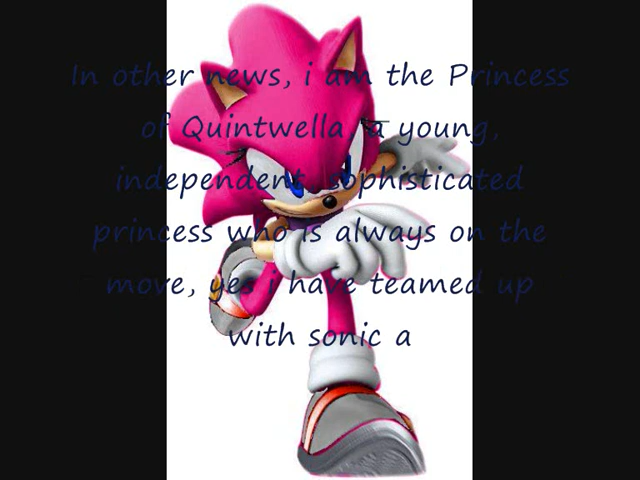 In other news, i am the Princess
of Quintwella, a young,
independent, sophisticated
princess who is always on the
move, yes i have teamed up
with sonic a